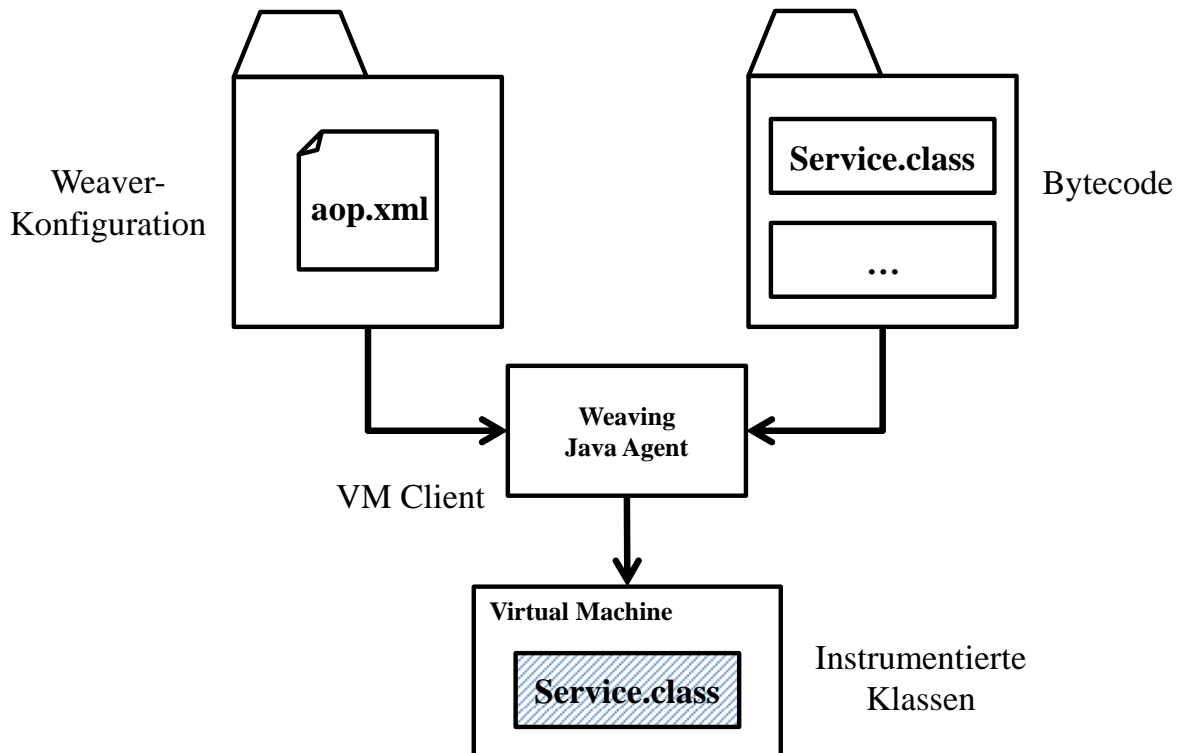 Weaver-
Konfiguration
aop.xml
Service.class
...
Bytecode
Weaving
Java Agent
VM Client
Virtual Machine
Service.class
Instrumentierte
Klassen